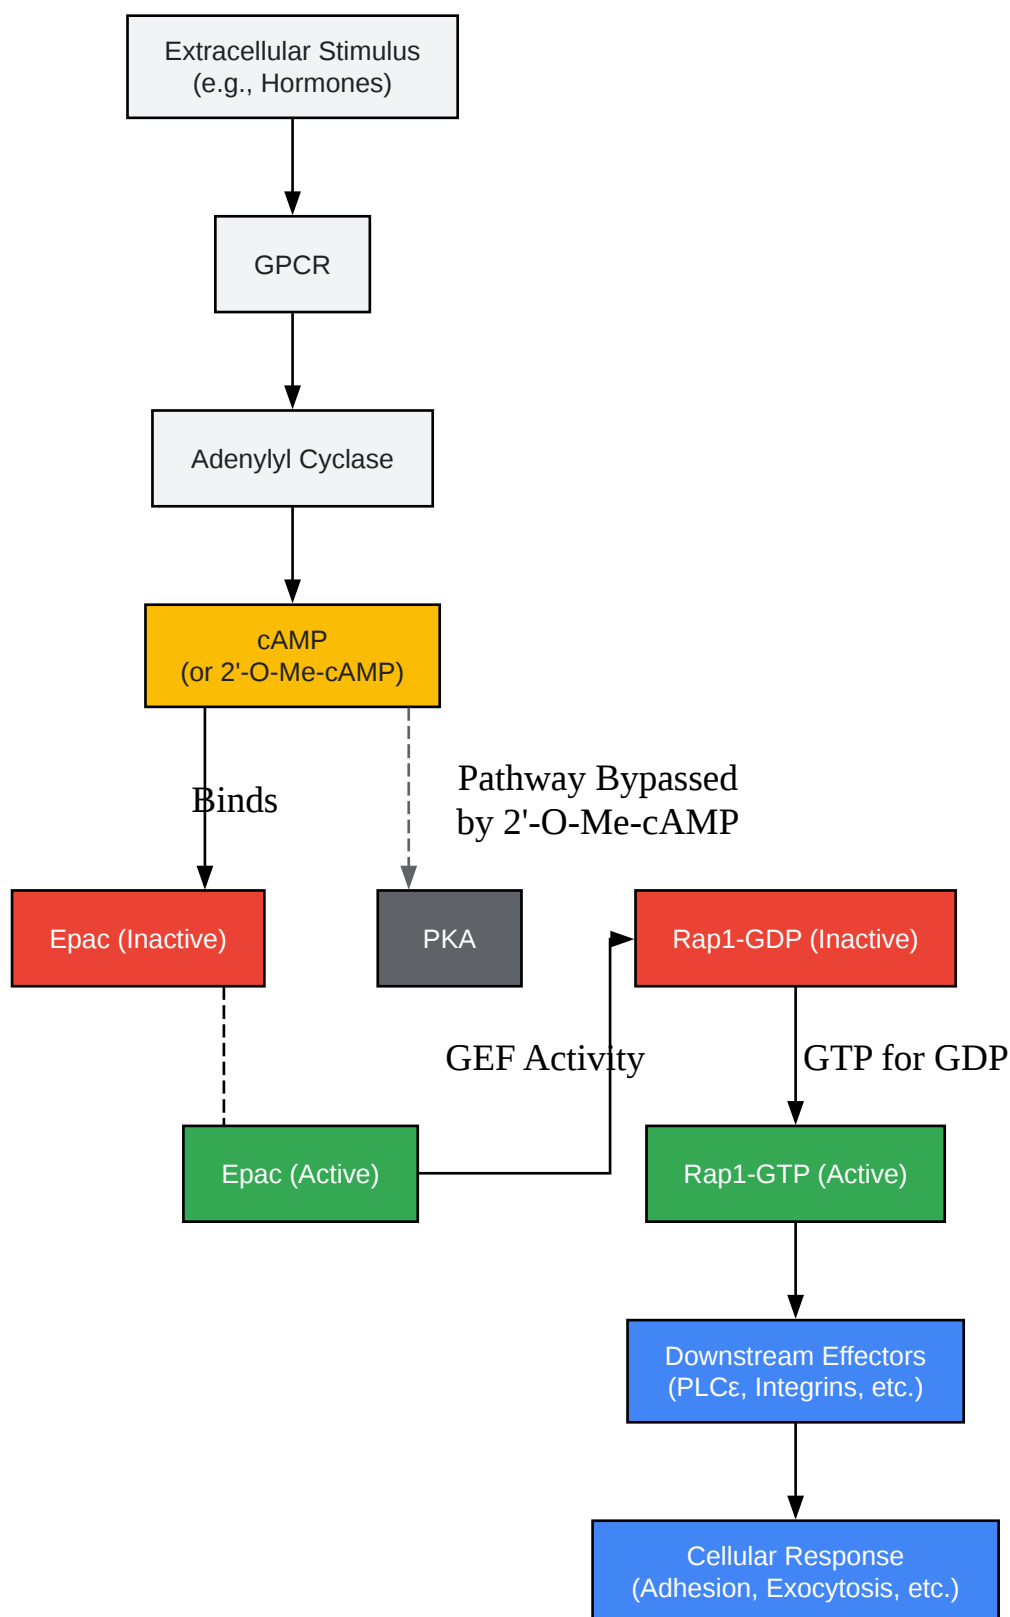 Extracellular Stimulus
(e.g., Hormones)
GPCR
Adenylyl Cyclase
cAMP
(or 2'-O-Me-cAMP)
Binds
Pathway Bypassed
by 2'-O-Me-cAMP
Epac (Inactive)
PKA
Rap1-GDP (Inactive)
GEF Activity
GTP for GDP
Epac (Active)
Rap1-GTP (Active)
Downstream Effectors
(PLCε, Integrins, etc.)
Cellular Response
(Adhesion, Exocytosis, etc.)